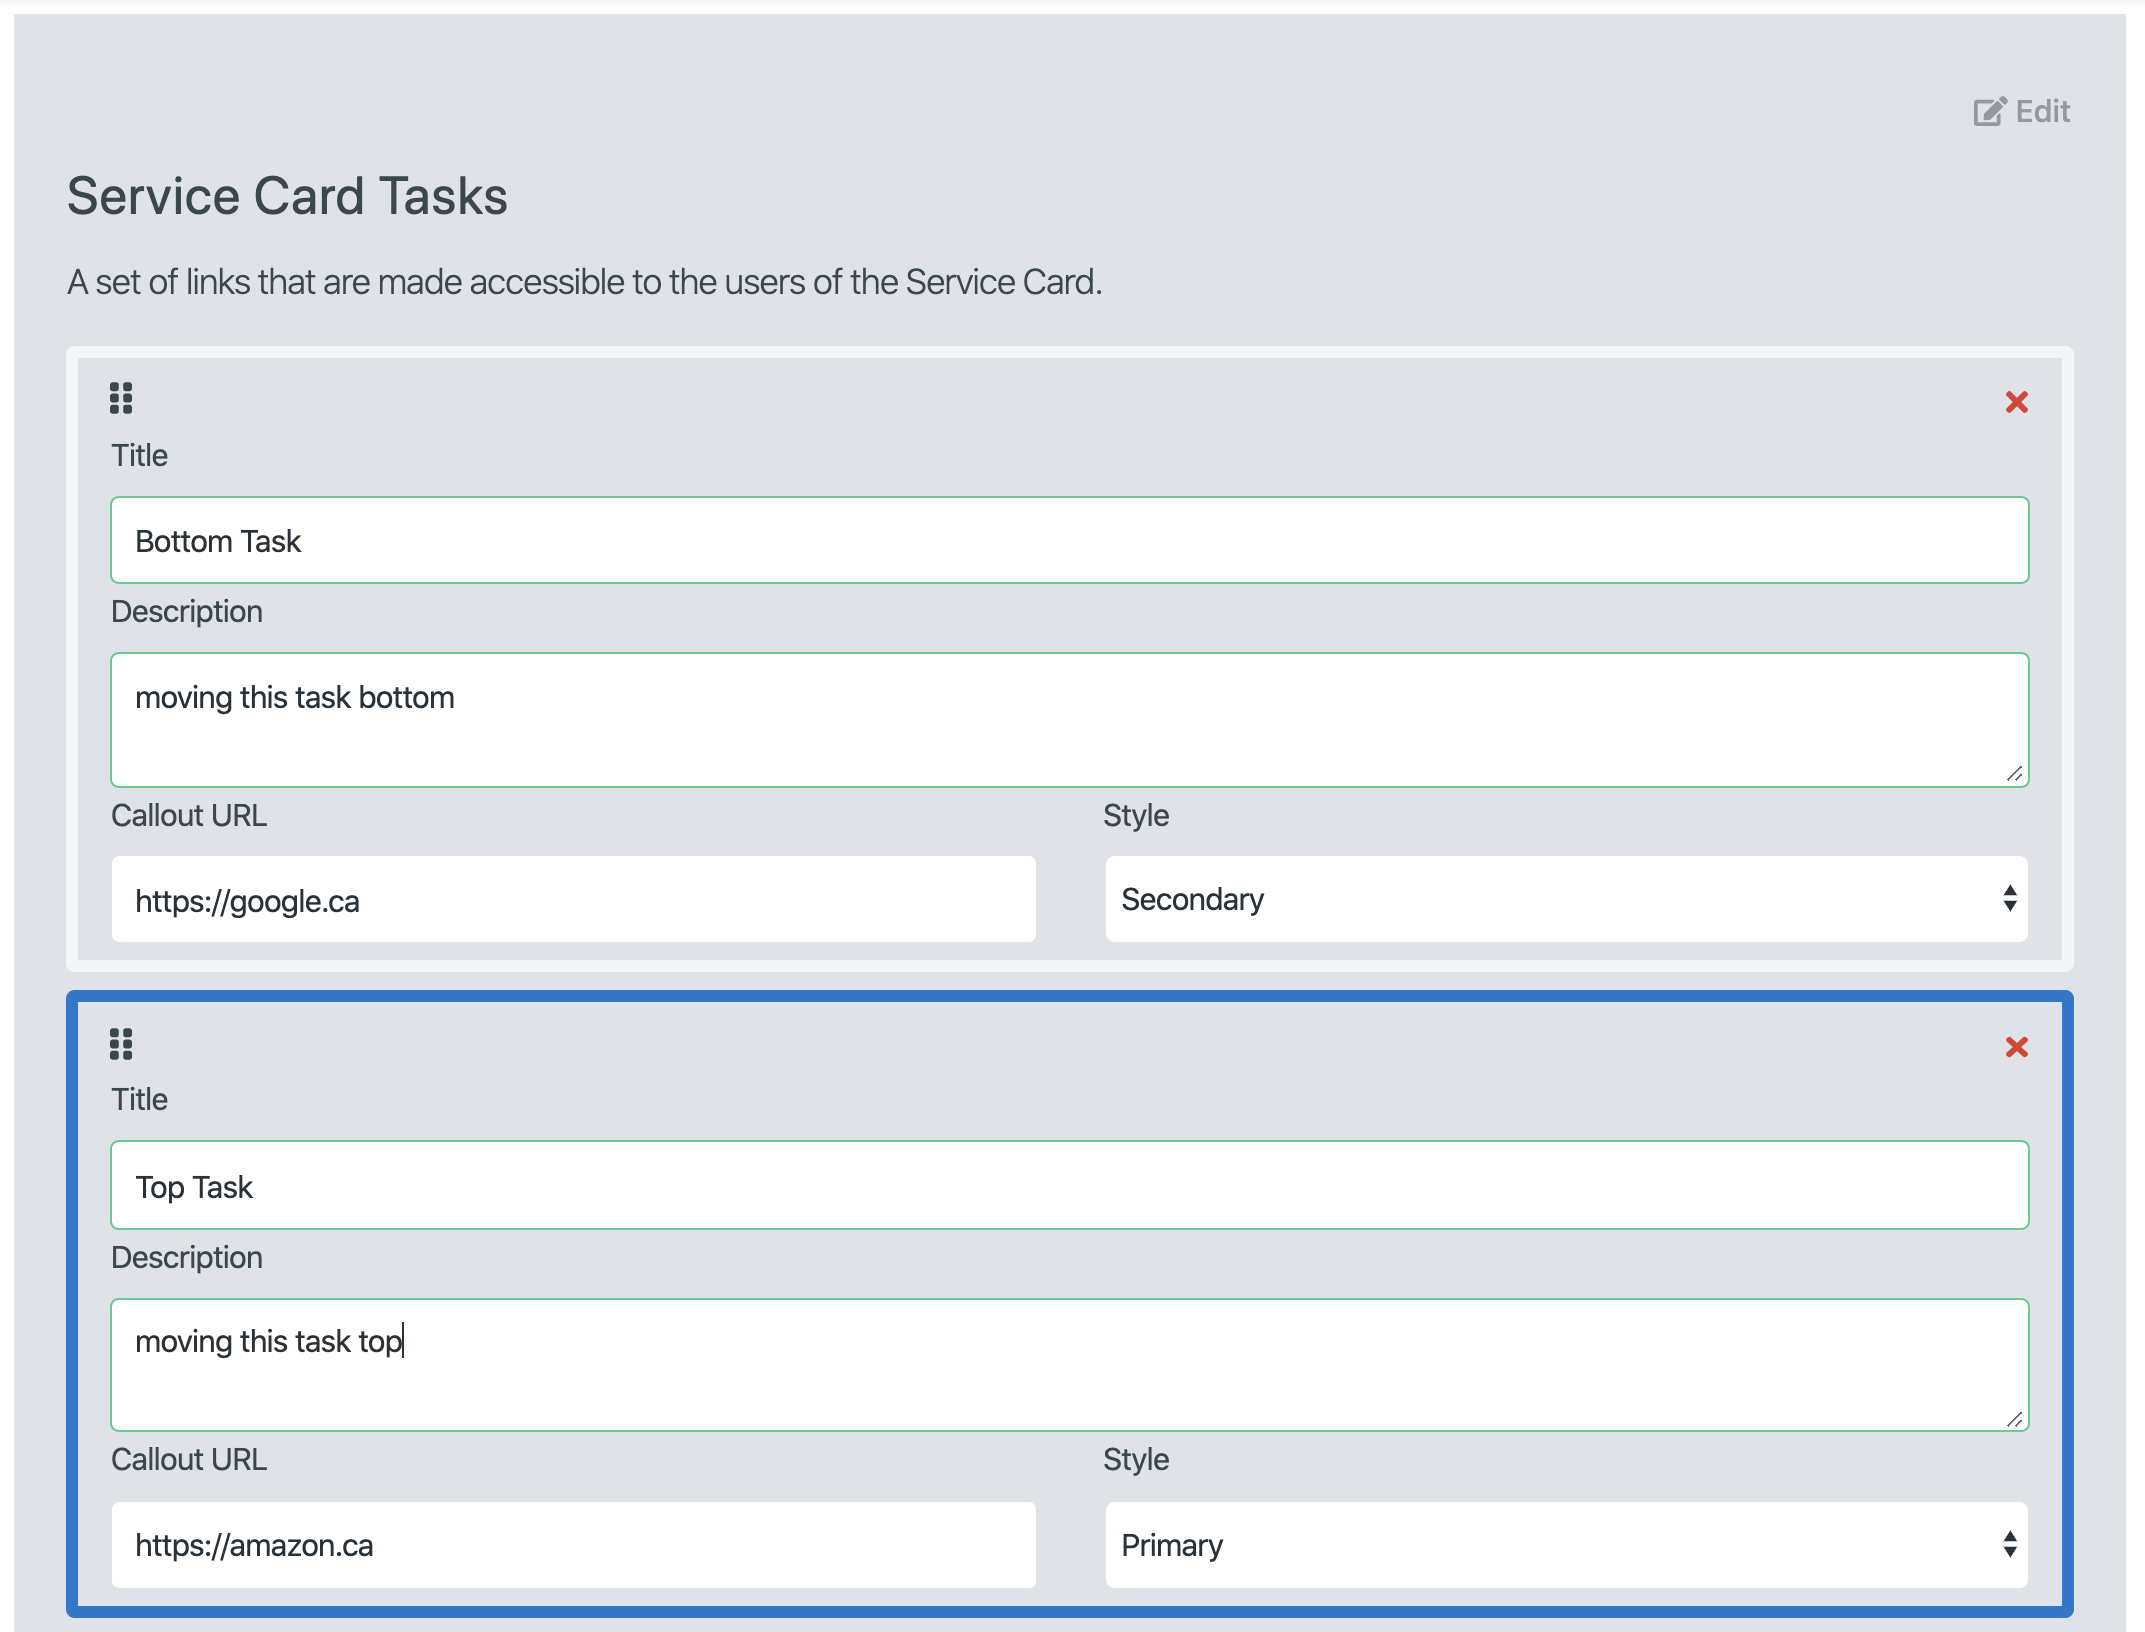 Edit
Service Card Tasks
A set of links that are made accessible to the users of the Service Card.
Title
Bottom Task
Description
moving this task bottom
Callout URL
Style
https://google.ca
Secondary
Title
Top Task
Description
moving this task top
Callout URL
Style
https://amazon.ca
Primary